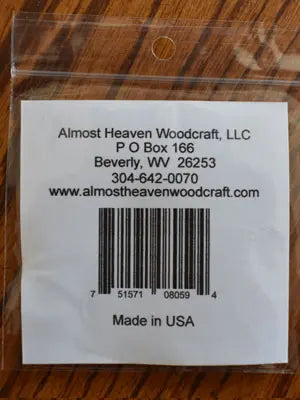 Almost Heaven Woodcraft, LLC
P O Box 166
Beverly, WV 26253
304-642-0070
www.almostheavenwoodcraft.com
7 51571 08059 4
Made in USA